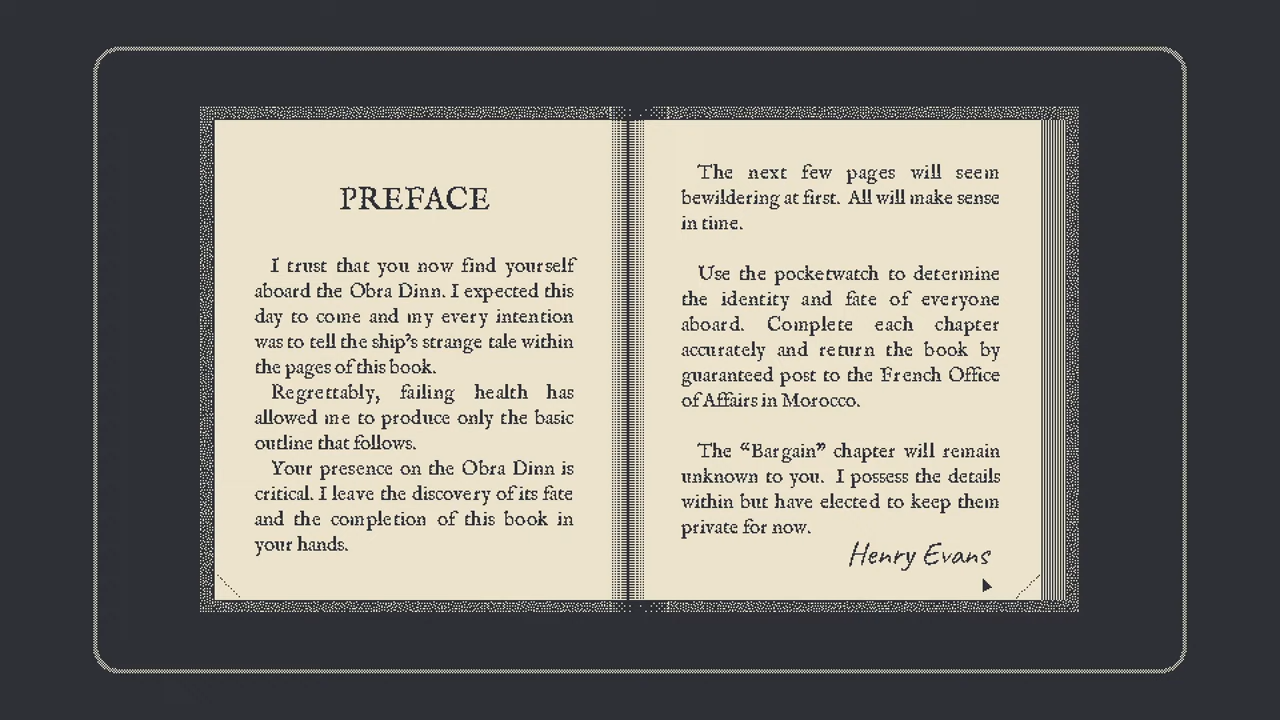 PREFACE
I trust that you now find yourself
aboard the Obra Dinn. I expected this
day to come and my every intention
was to tell the ship's strange tale within
the pages of this book.
Regrettably, failing health has
allowed me to produce only the basic
outline that follows.
Your presence on the Obra Dinn is
critical. I leave the discovery of its fate
and the completion of this book in
your hands.
The next few pages will seem
bewildering at first. All will make sense
in time.
Use the pocketwatch to determine
the identity and fate of everyone
aboard. Complete each chapter
accurately and return the book by
guaranteed post to the French Office
of Affairs in Morocco.
The “Bargain” chapter will remain
unknown to you. I possess the details
within but have elected to keep them
private for now.
Henry Evans